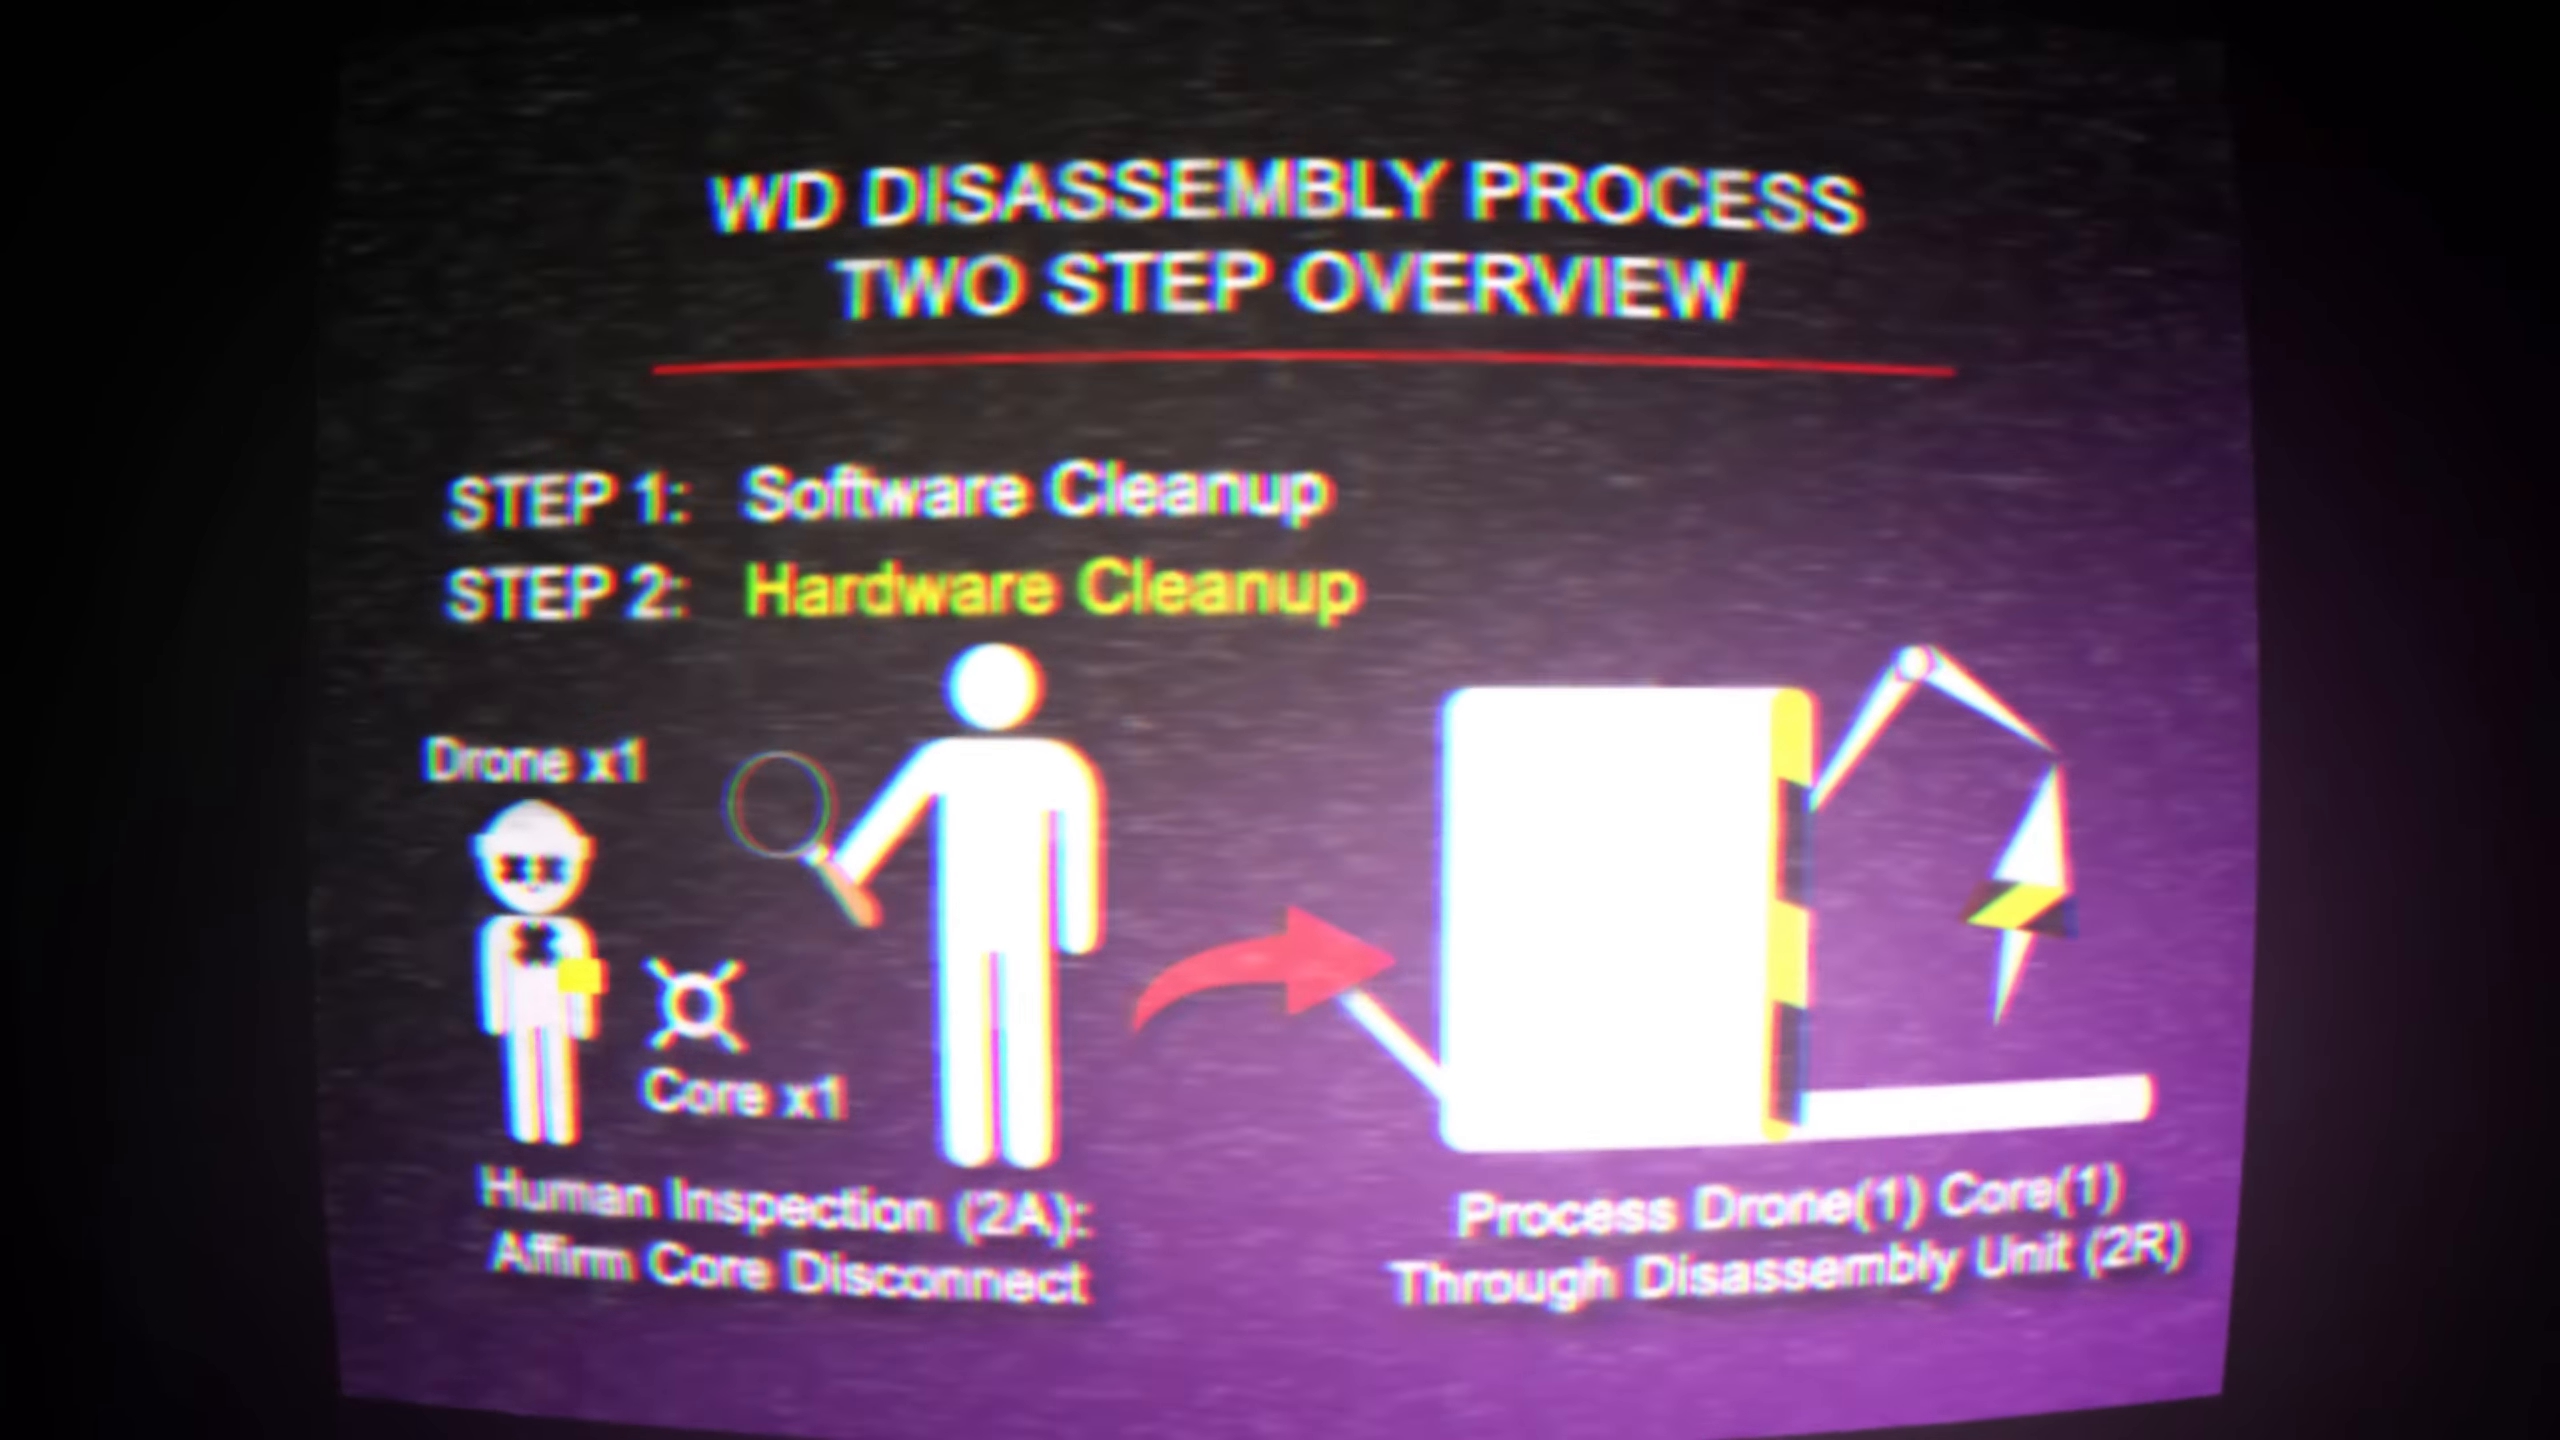 WD DISASSEMBLY PROCESS
TWO STEP OVERVIEW
STEP 1: Software Cleanup
STEP 2: Hardware Cleanup
Drone x1
Core x1
Human Inspection (2A):
Affirm Core Disconnect
Process Drone(1) Core(1)
Through Disassembly Unit (2R)